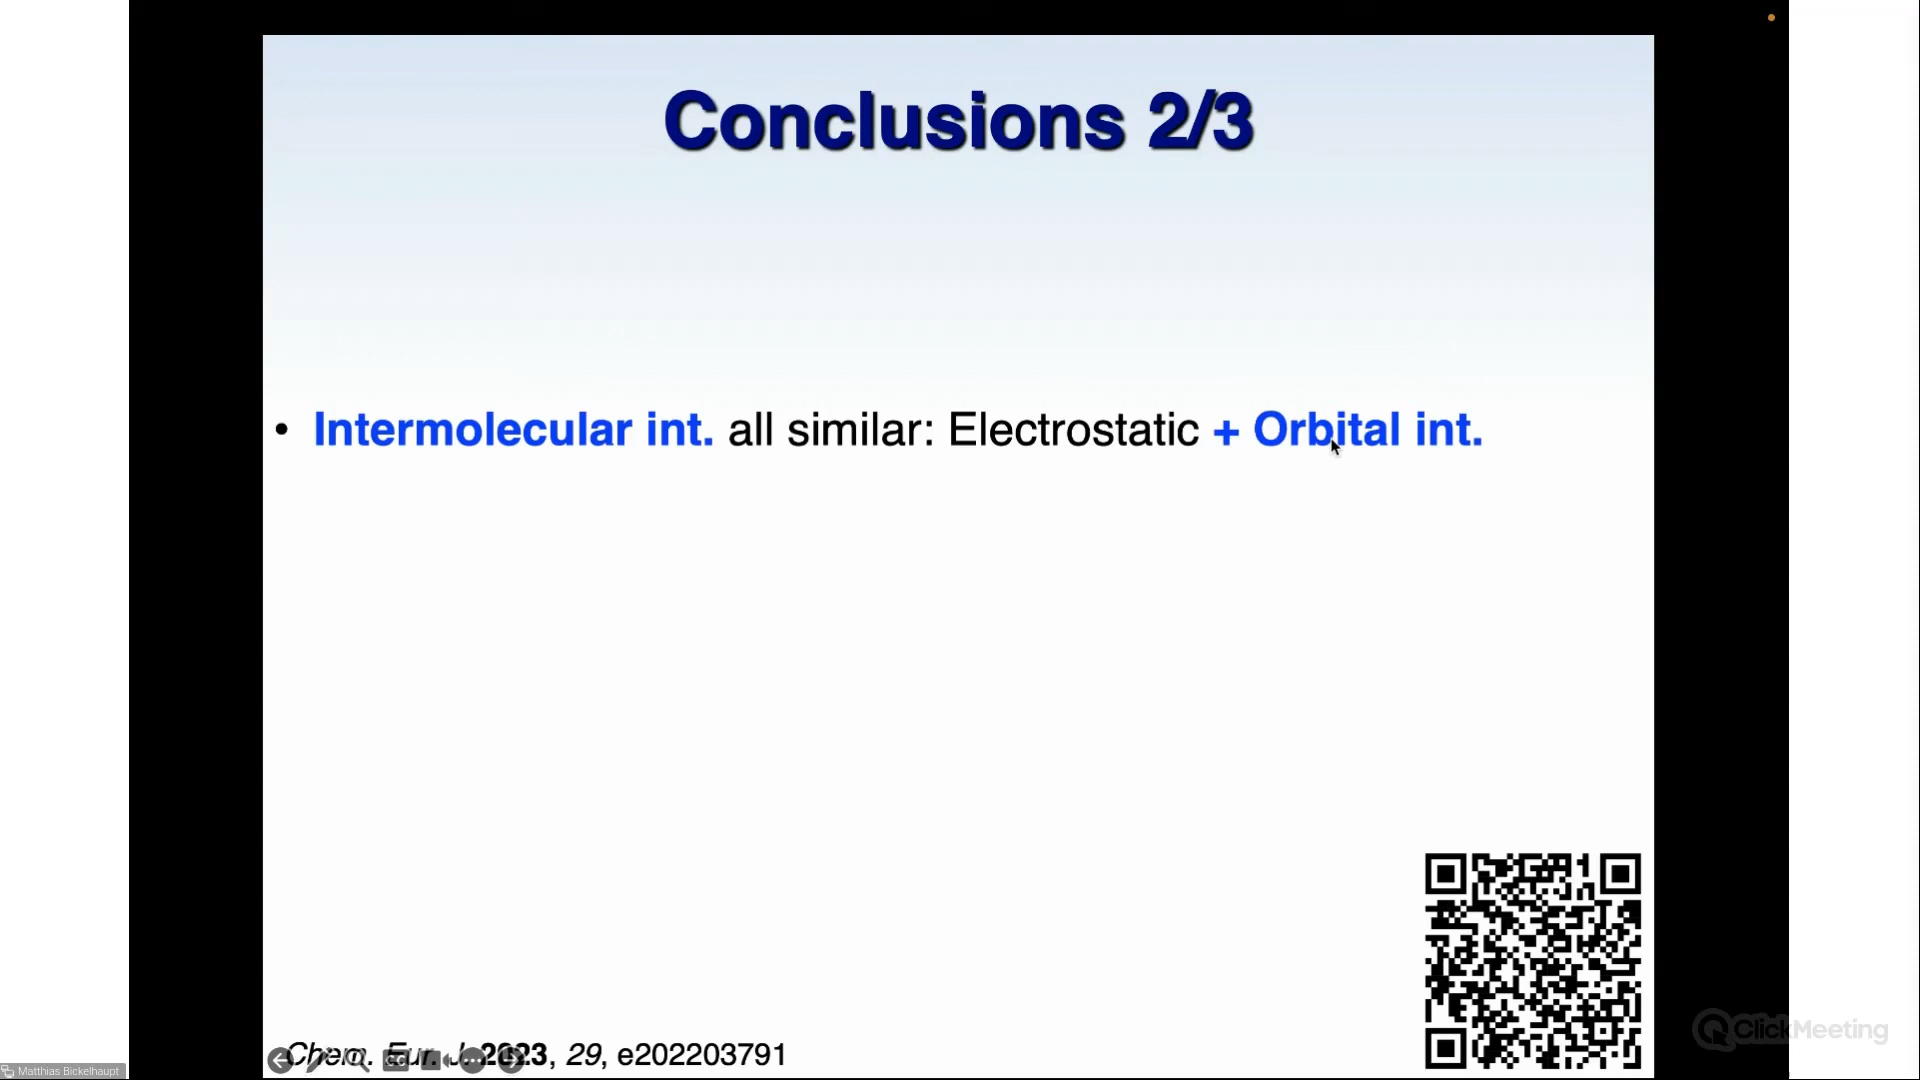 Conclusions 2/3
• Intermolecular int. all similar: Electrostatic + Orbital int.
Chem. Eur. J. 2023, 29, e202203791
ClickMeeting
Matthias Bickelhaupt